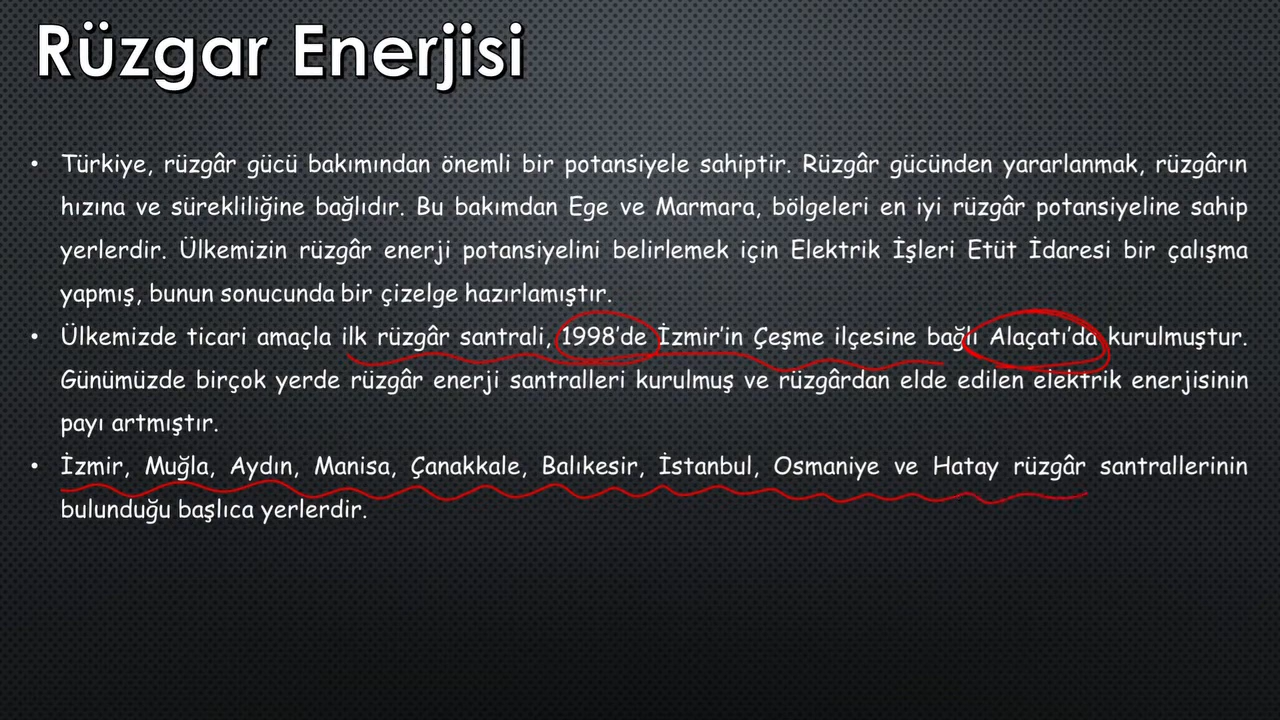 Rüzgar Enerjisi
• Türkiye, rüzgâr gücü bakımından önemli bir potansiyele sahiptir. Rüzgâr gücünden yararlanmak, rüzgârın
hızına ve sürekliliğine bağlıdır. Bu bakımdan Ege ve Marmara, bölgeleri en iyi rüzgâr potansiyeline sahip
yerlerdir. Ülkemizin rüzgâr enerji potansiyelini belirlemek için Elektrik İşleri Etüt İdaresi bir çalışma
yapmış, bunun sonucunda bir çizelge hazırlamıştır.
• Ülkemizde ticari amaçla ilk rüzgâr santrali, 1998'de İzmir'in Çeşme ilçesine bağlı Alaçatı'da kurulmuştur.
Günümüzde birçok yerde rüzgâr enerji santralleri kurulmuş ve rüzgârdan elde edilen elektrik enerjisinin
payı artmıştır.
• İzmir, Muğla, Aydın, Manisa, Çanakkale, Balıkesir, İstanbul, Osmaniye ve Hatay rüzgâr santrallerinin
bulunduğu başlıca yerlerdir.